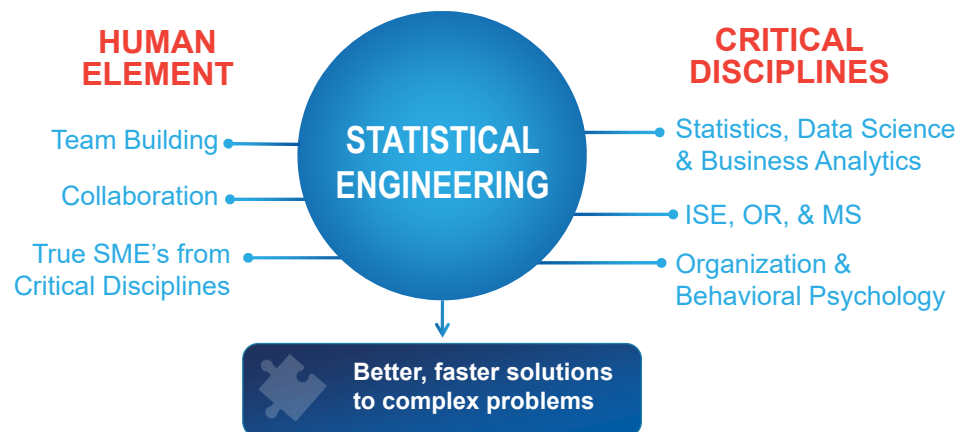 HUMAN
ELEMENT
Team Building
Collaboration
True SME's from
Critical Disciplines
STATISTICAL
ENGINEERING
CRITICAL
DISCIPLINES
Statistics, Data Science
& Business Analytics
ISE, OR, & MS
Organization &
Behavioral Psychology
Better, faster solutions
to complex problems